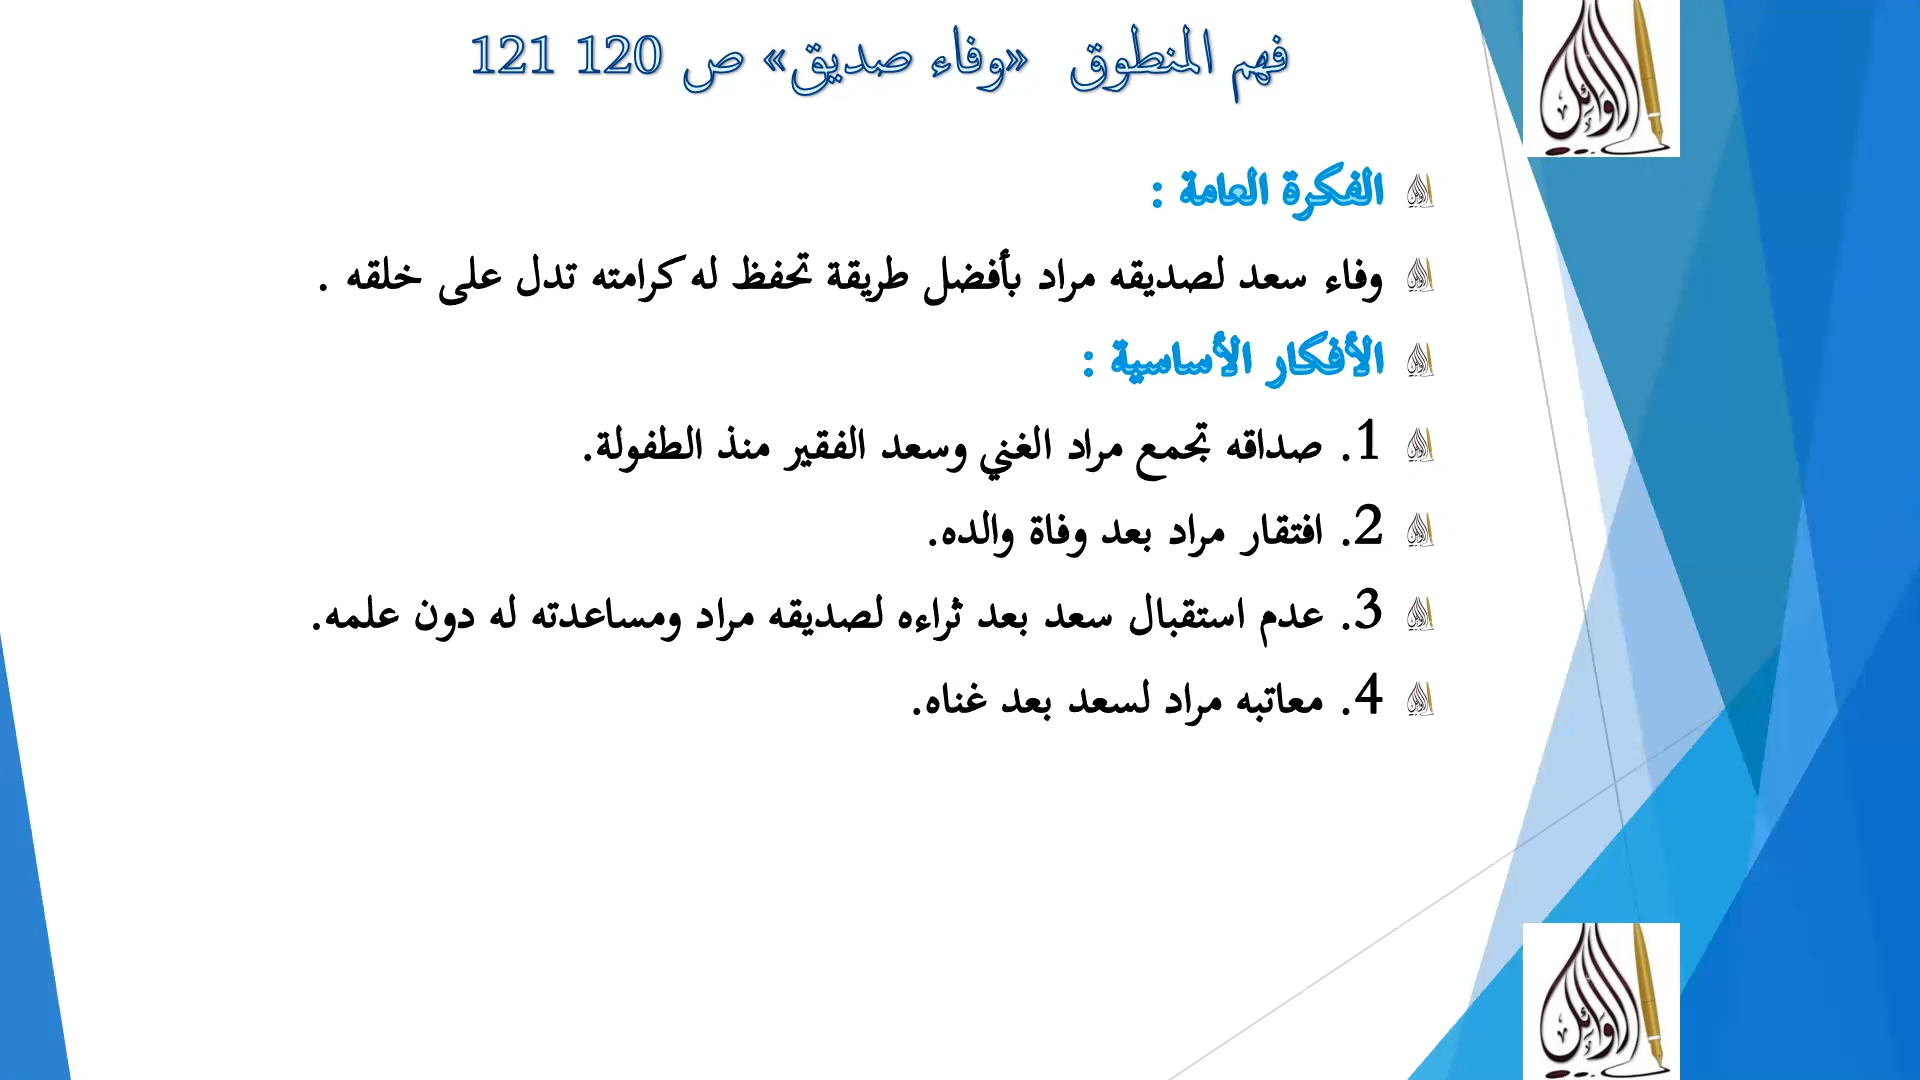 فهم المنطوق «وفاء صديق» ص 120 121
الفكرة العامة :
وفاء سعد لصديقه مراد بأفضل طريقة تحفظ له كرامته تدل على خلقه .
الأفكار الأساسية :
1. صداقه تجمع مراد الغني وسعد الفقير منذ الطفولة.
2. افتقار مراد بعد وفاة والده.
3. عدم استقبال سعد بعد ثراءه لصديقه مراد ومساعدته له دون علمه.
4. معاتبه مراد لسعد بعد غناه.
الأوائل
الأوائل